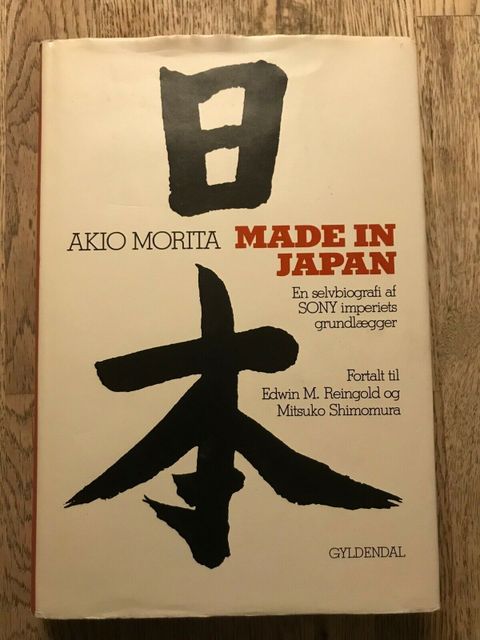 日
AKIO MORITA MADE IN
JAPAN
En selvbiografi af
SONY imperiets
grundlægger
本
Fortalt til
Edwin M. Reingold og
Mitsuko Shimomura
GYLDENDAL